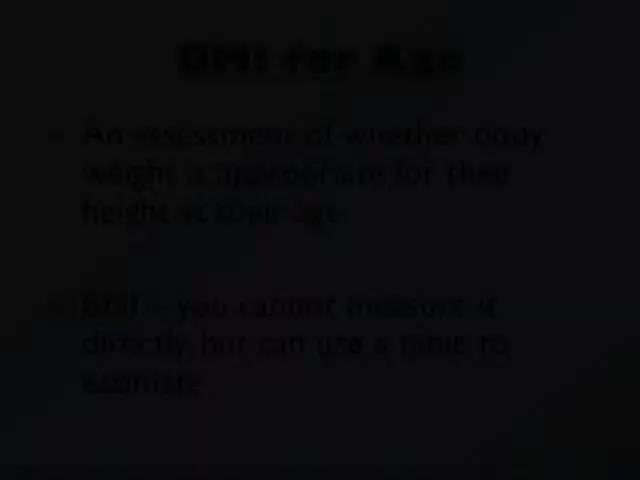 BMI for Age
An assessment of whether body
weight is appropriate for their
height at their age
BMI – you cannot measure it
directly but can use a table to
estimate